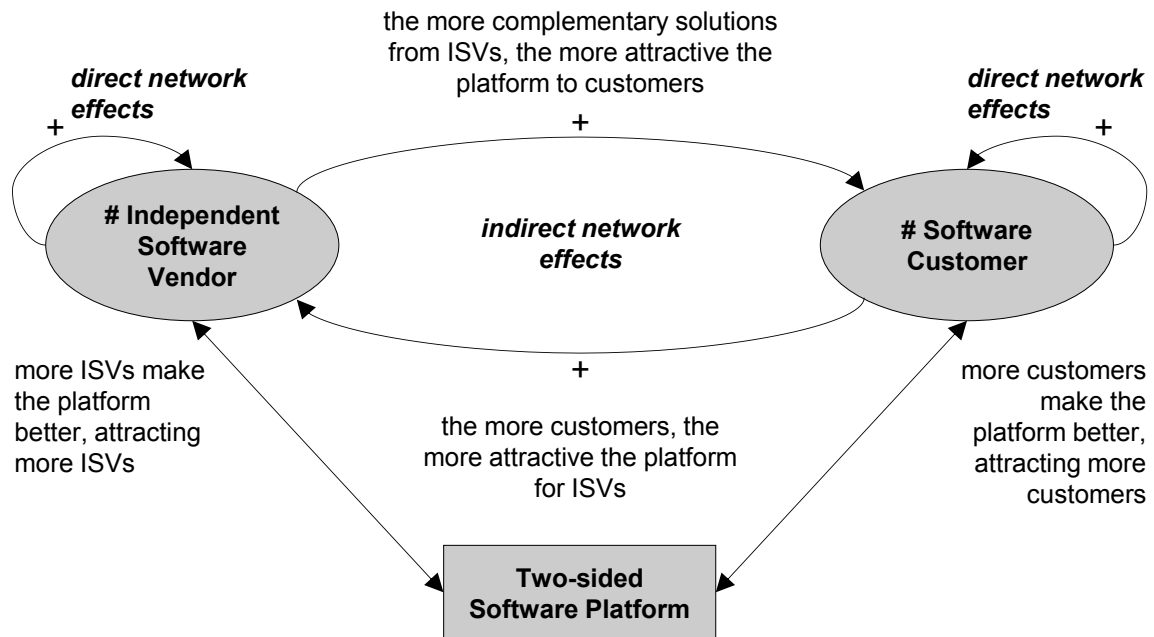 the more complementary solutions
from ISVs, the more attractive the
platform to customers
+
direct network
effects
+
direct network
effects
+
# Independent
Software
Vendor
indirect network
effects
# Software
Customer
+
more ISVs make
the platform
better, attracting
more ISVs
the more customers, the
more attractive the platform
for ISVs
more customers
make the
platform better,
attracting more
customers
Two-sided
Software Platform